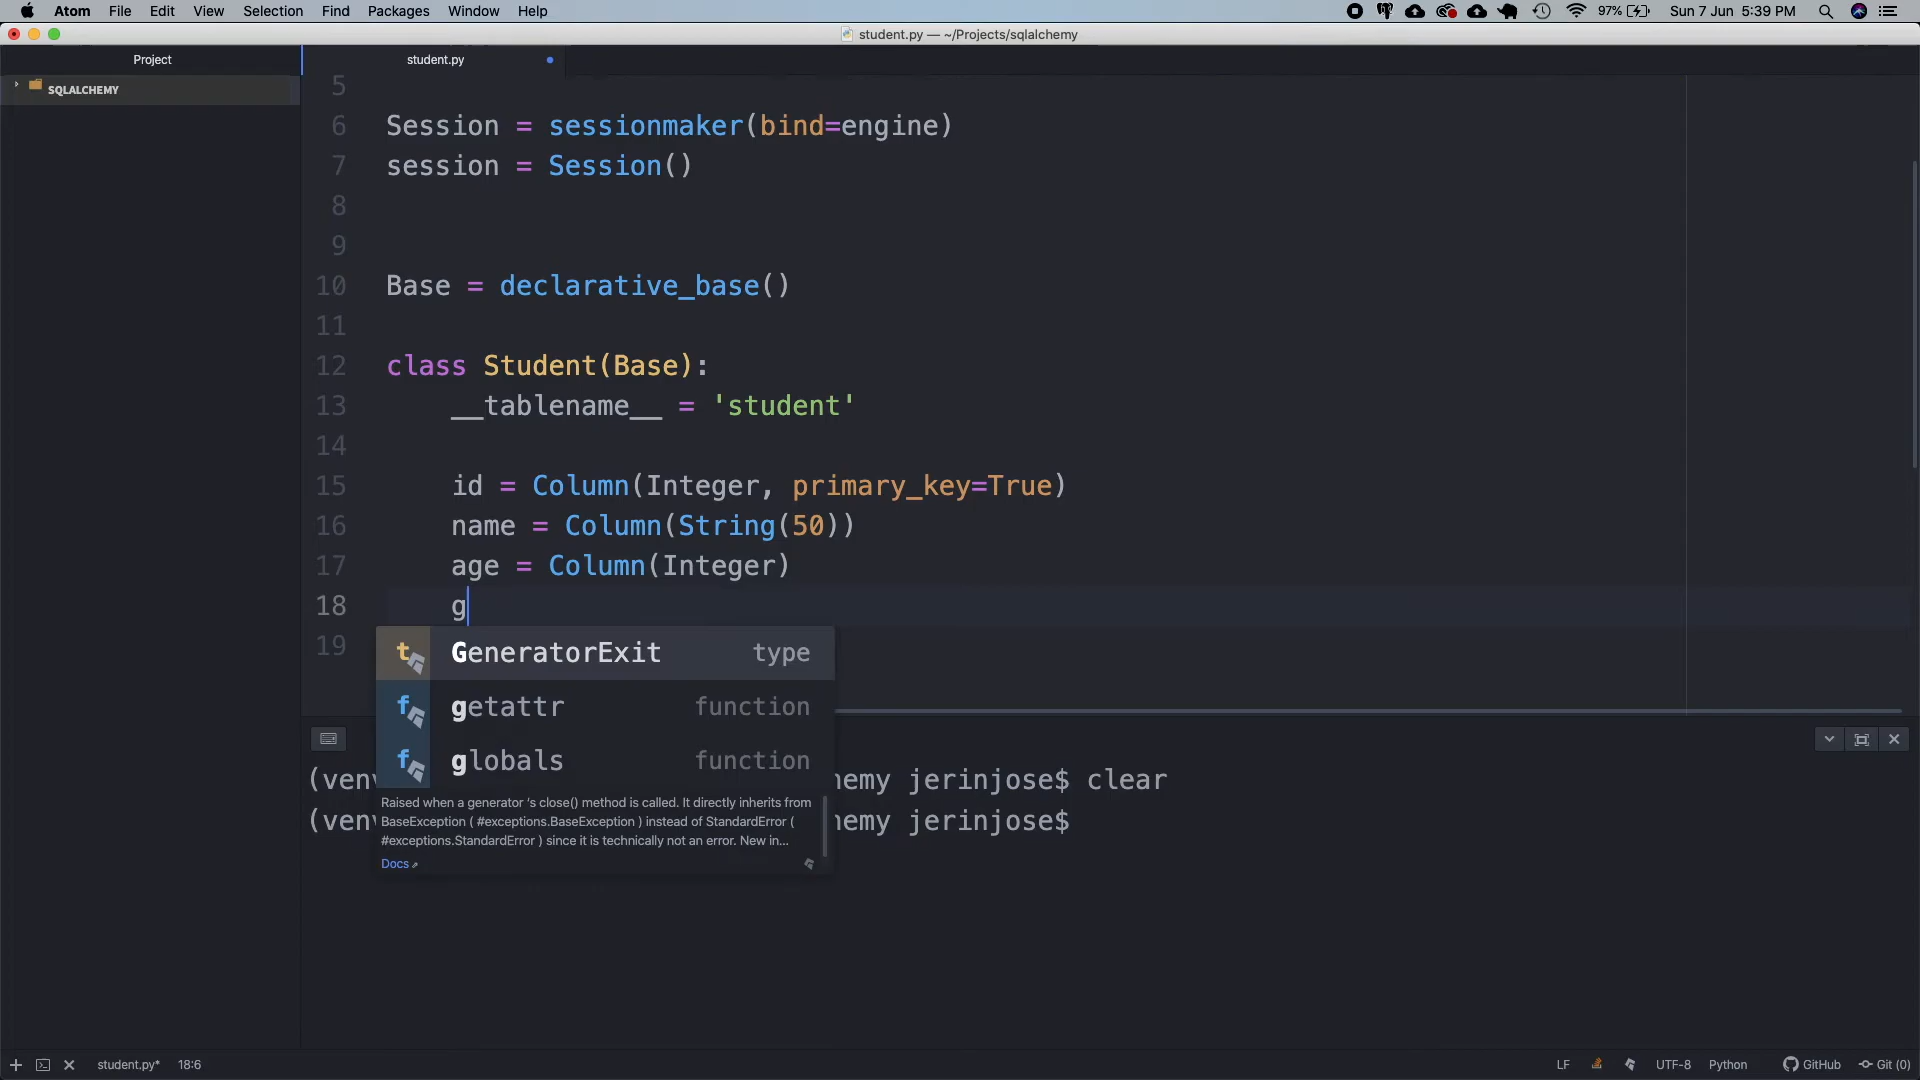 Atom File Edit View Selection Find Packages Window Help 97% Sun 7 Jun 5:39 PM
student.py — ~/Projects/sqlalchemy
Project
student.py
SQLALCHEMY
5
6 Session = sessionmaker(bind=engine)
7 session = Session()
8
9
10 Base = declarative_base()
11
12 class Student(Base):
13 __tablename__ = 'student'
14
15 id = Column(Integer, primary_key=True)
16 name = Column(String(50))
17 age = Column(Integer)
18 g
19
t GeneratorExit type
f getattr function
f globals function
Raised when a generator 's close() method is called. It directly inherits from
BaseException ( #exceptions.BaseException ) instead of StandardError (
#exceptions.StandardError ) since it is technically not an error. New in...
Docs
(ven hemy jerinjose$ clear
(ven hemy jerinjose$
student.py* 18:6 LF UTF-8 Python GitHub Git (0)